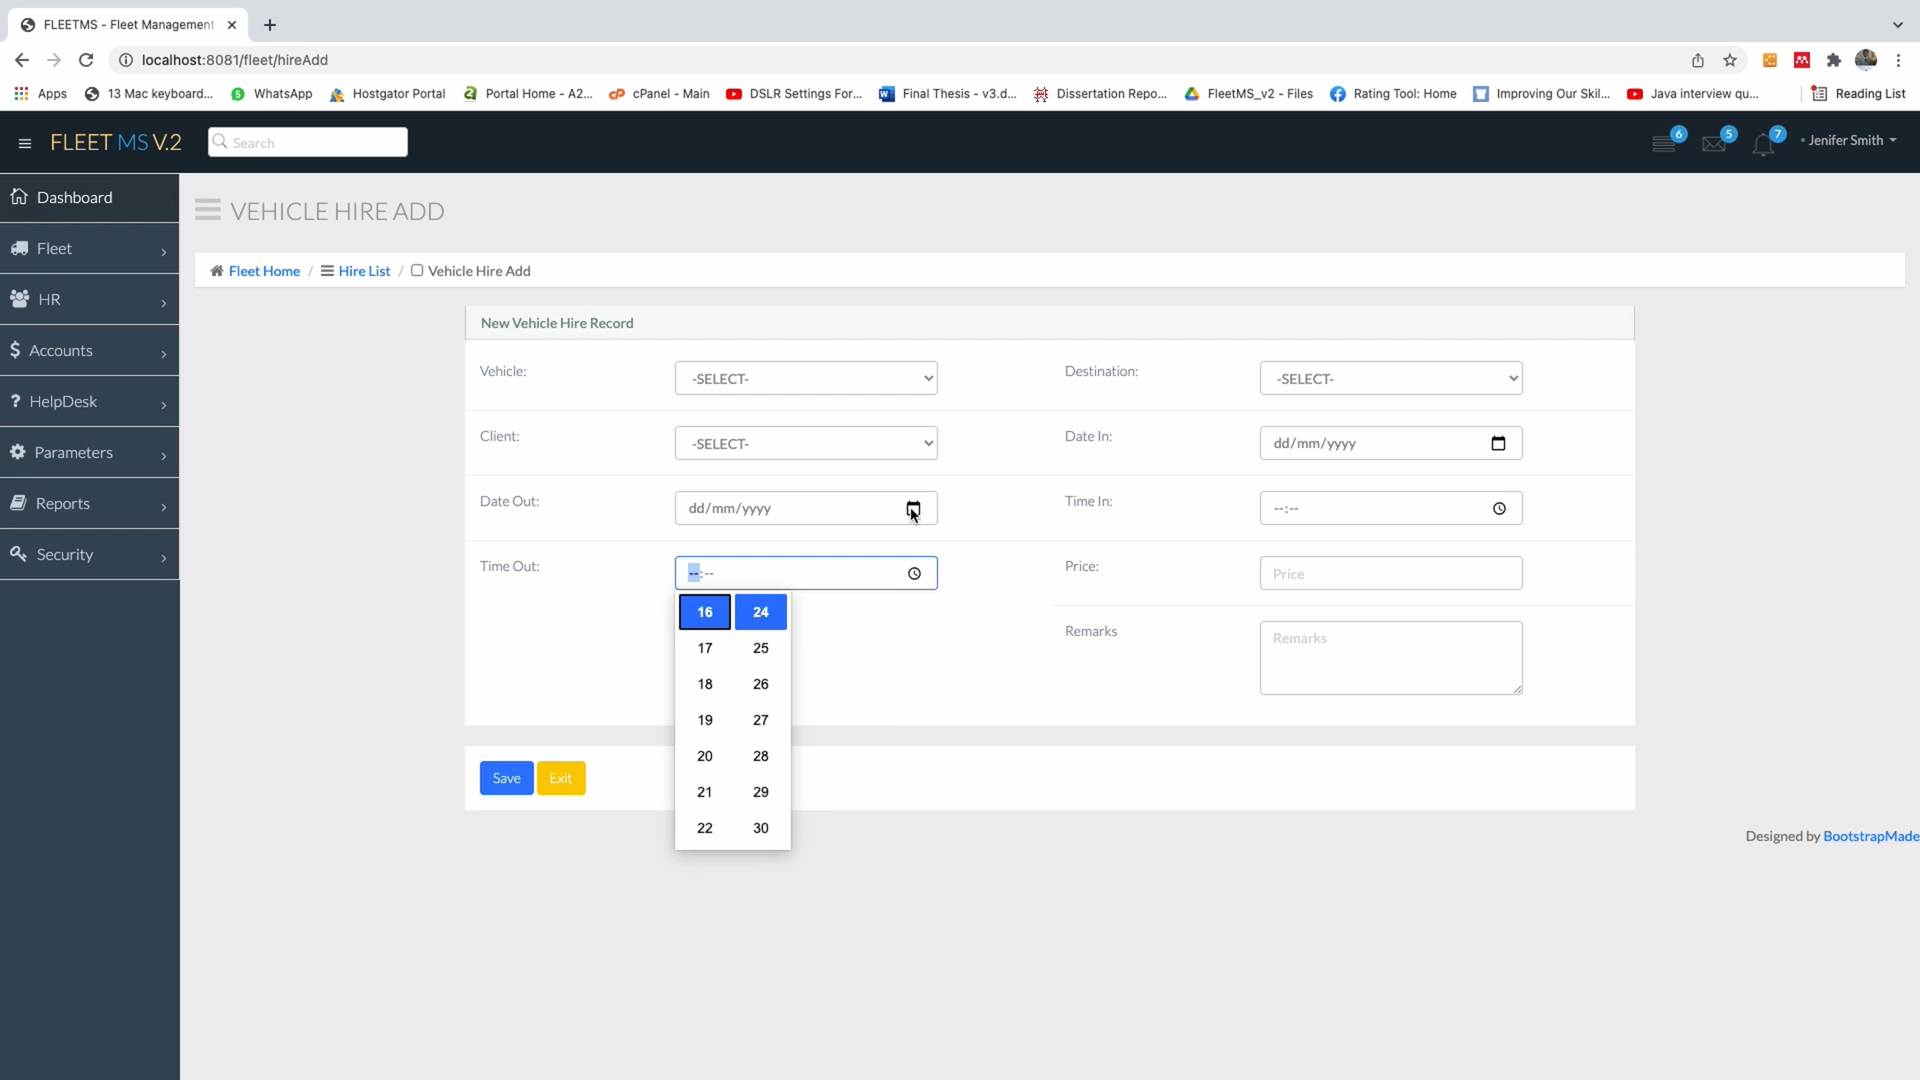 FLEETMS - Fleet Management
localhost:8081/fleet/hireAdd
Apps 13 Mac keyboard... WhatsApp Hostgator Portal Portal Home - A2... cPanel - Main DSLR Settings For... Final Thesis - v3.d... Dissertation Repo... FleetMS_v2 - Files Rating Tool: Home Improving Our Skil... Java interview qu... Reading List
FLEET MS V.2 Search 6 5 7 Jenifer Smith
Dashboard
Fleet
HR
Accounts
HelpDesk
Parameters
Reports
Security
VEHICLE HIRE ADD
Fleet Home / Hire List / Vehicle Hire Add
New Vehicle Hire Record
Vehicle: -SELECT- Destination: -SELECT-
Client: -SELECT- Date In: dd/mm/yyyy
Date Out: dd/mm/yyyy Time In: --:--
Time Out: --:-- Price: Price
Remarks Remarks
16 24
17 25
18 26
19 27
20 28
21 29
22 30
Save Exit
Designed by BootstrapMade